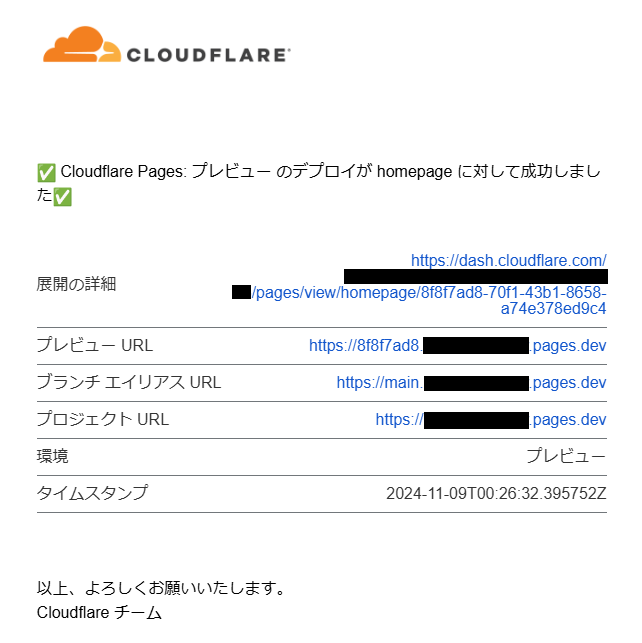 CLOUDFLARE
✅ Cloudflare Pages: プレビュー のデプロイが homepage に対して成功しまし
た✅
https://dash.cloudflare.com/
展開の詳細
/pages/view/homepage/8f8f7ad8-70f1-43b1-8658-
a74e378ed9c4
プレビュー URL https://8f8f7ad8. .pages.dev
ブランチ エイリアス URL https://main. .pages.dev
プロジェクト URL https:// .pages.dev
環境 プレビュー
タイムスタンプ 2024-11-09T00:26:32.395752Z
以上、よろしくお願いいたします。
Cloudflare チーム